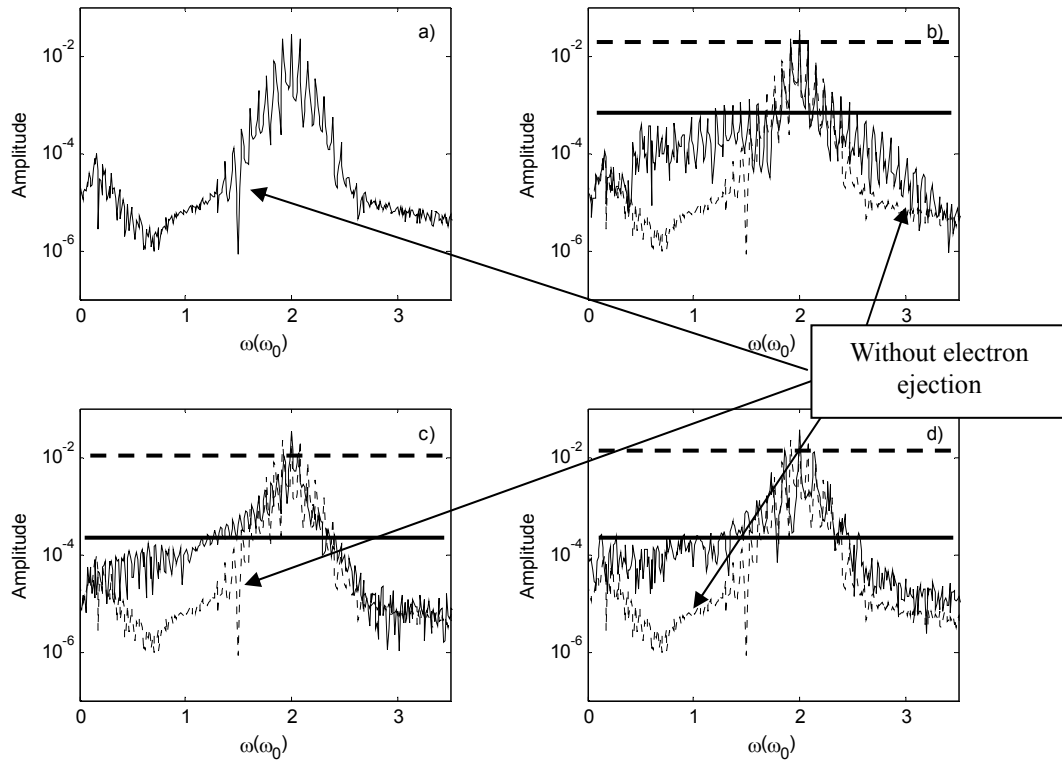 a)
10⁻²
10⁻⁴
10⁻⁶
Amplitude
0 1 2 3
ω(ω₀)
b)
10⁻²
10⁻⁴
10⁻⁶
Amplitude
0 1 2 3
ω(ω₀)
Without electron
ejection
c)
10⁻²
10⁻⁴
10⁻⁶
Amplitude
0 1 2 3
ω(ω₀)
d)
10⁻²
10⁻⁴
10⁻⁶
Amplitude
0 1 2 3
ω(ω₀)